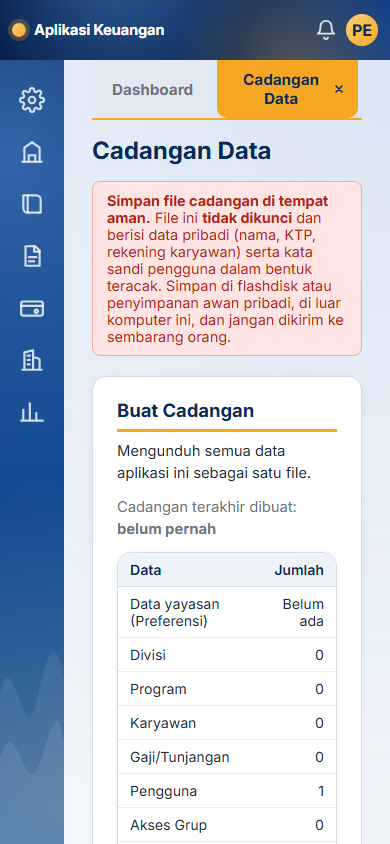 Aplikasi Keuangan
PE
Dashboard
Cadangan
Data
×
Cadangan Data
Simpan file cadangan di tempat
aman. File ini tidak dikunci dan
berisi data pribadi (nama, KTP,
rekening karyawan) serta kata
sandi pengguna dalam bentuk
teracak. Simpan di flashdisk atau
penyimpanan awan pribadi, di luar
komputer ini, dan jangan dikirim ke
sembarang orang.
Buat Cadangan
Mengunduh semua data
aplikasi ini sebagai satu file.
Cadangan terakhir dibuat:
belum pernah
Data Jumlah
Data yayasan Belum
(Preferensi) ada
Divisi 0
Program 0
Karyawan 0
Gaji/Tunjangan 0
Pengguna 1
Akses Grup 0